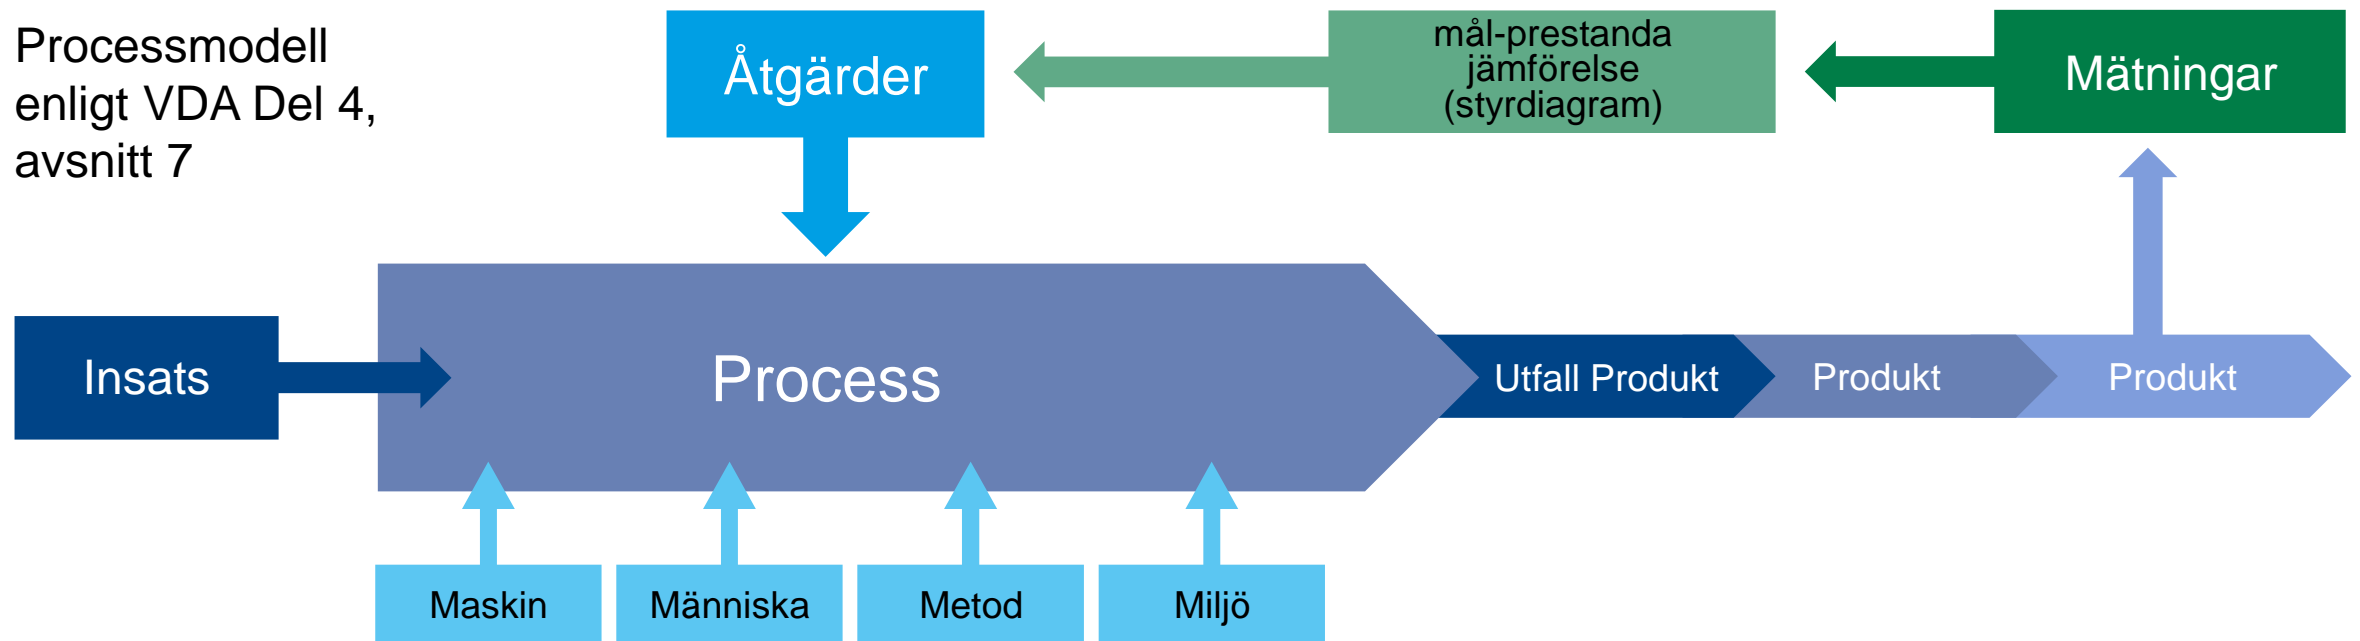 Processmodell
enligt VDA Del 4,
avsnitt 7
Åtgärder
mål-prestanda
jämförelse
(styrdiagram)
Mätningar
Insats
Process
Utfall Produkt
Produkt
Produkt
Maskin
Människa
Metod
Miljö